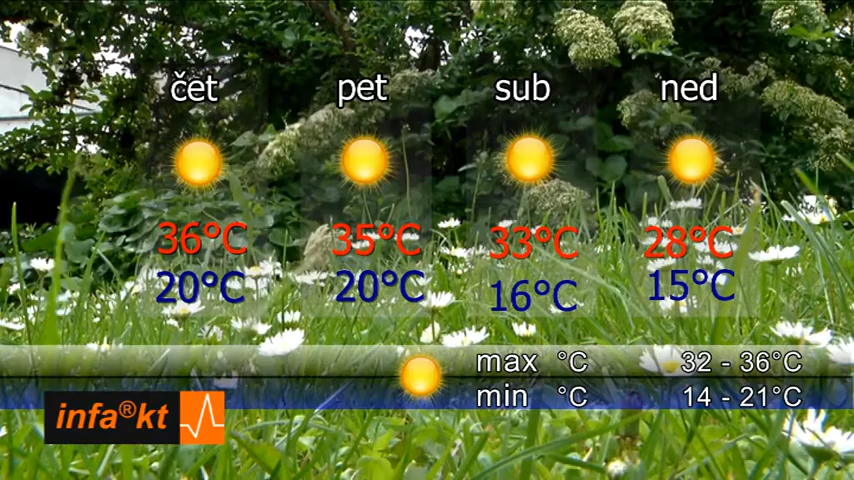 čet pet sub ned
36°C 35°C 33°C 28°C
20°C 20°C 16°C 15°C
max °C 32 - 36°C
min °C 14 - 21°C
infa®kt